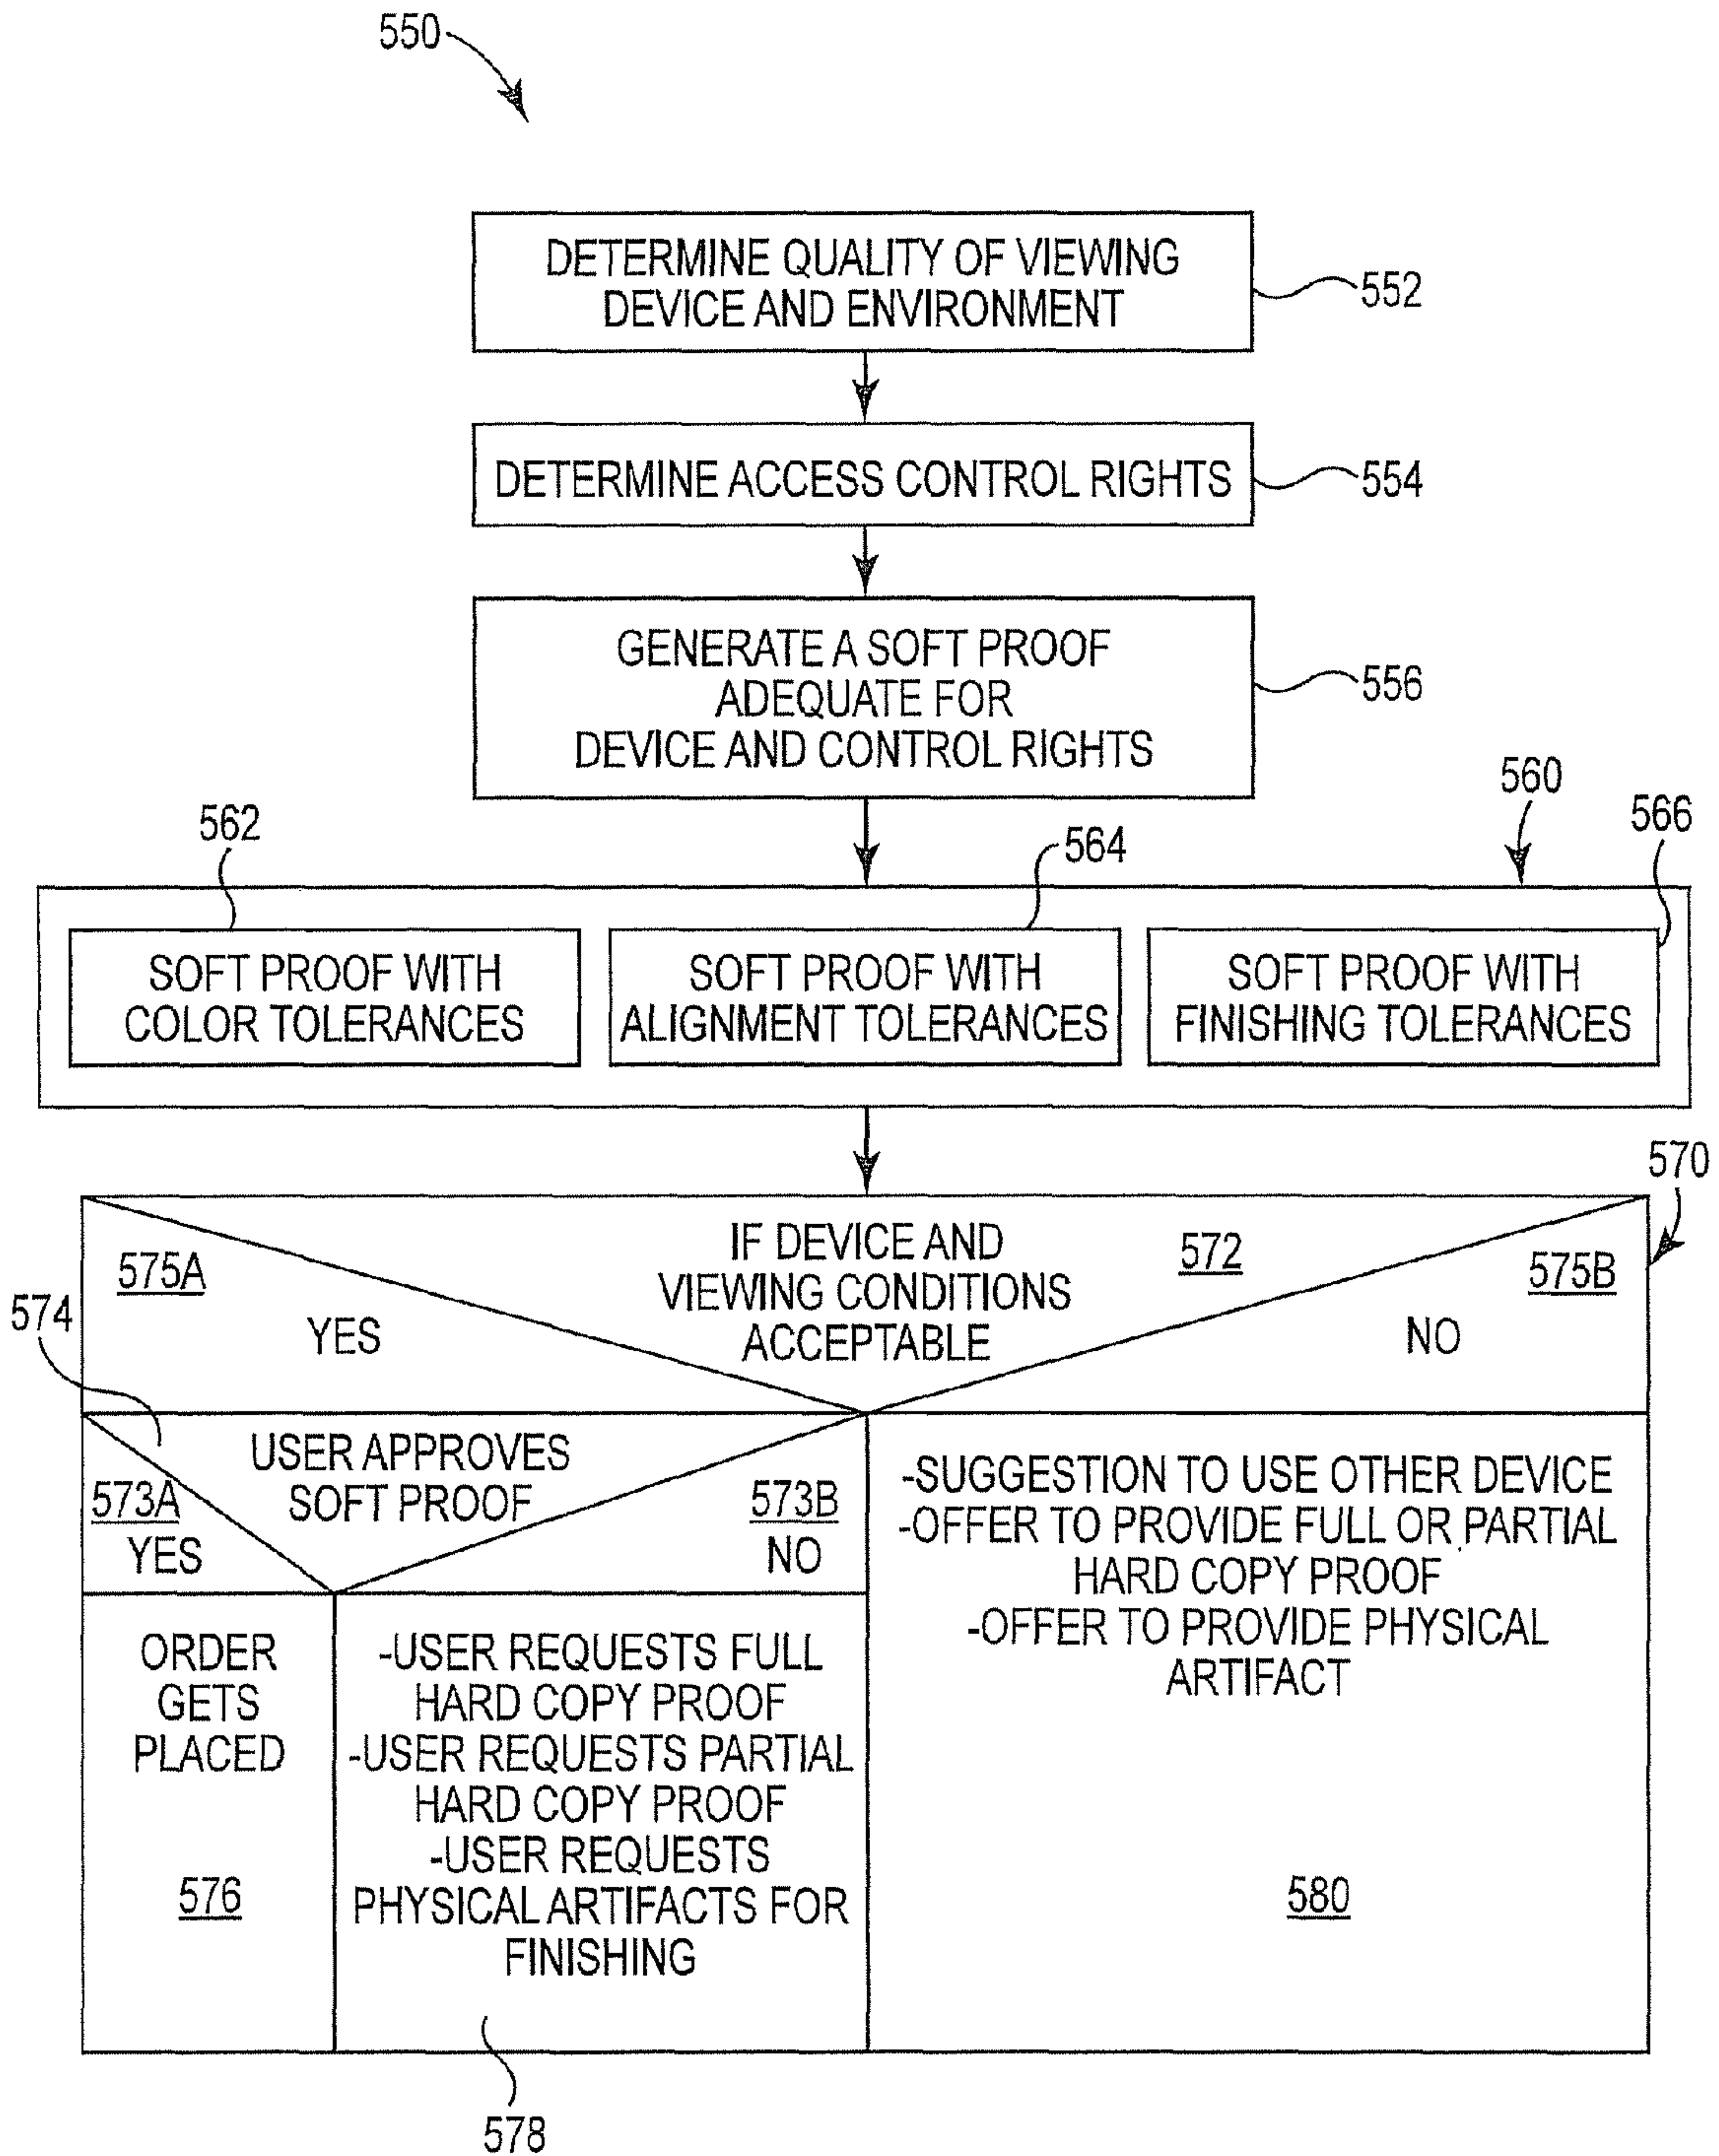 550
DETERMINE QUALITY OF VIEWING
DEVICE AND ENVIRONMENT
552
DETERMINE ACCESS CONTROL RIGHTS
554
GENERATE A SOFT PROOF
ADEQUATE FOR
DEVICE AND CONTROL RIGHTS
556
560
562
564
566
SOFT PROOF WITH
COLOR TOLERANCES
SOFT PROOF WITH
ALIGNMENT TOLERANCES
SOFT PROOF WITH
FINISHING TOLERANCES
570
IF DEVICE AND
VIEWING CONDITIONS
ACCEPTABLE
572
575A
YES
575B
NO
574
USER APPROVES
SOFT PROOF
573A
YES
573B
NO
-SUGGESTION TO USE OTHER DEVICE
-OFFER TO PROVIDE FULL OR PARTIAL
HARD COPY PROOF
-OFFER TO PROVIDE PHYSICAL
ARTIFACT
580
ORDER
GETS
PLACED
576
-USER REQUESTS FULL
HARD COPY PROOF
-USER REQUESTS PARTIAL
HARD COPY PROOF
-USER REQUESTS
PHYSICAL ARTIFACTS FOR
FINISHING
578